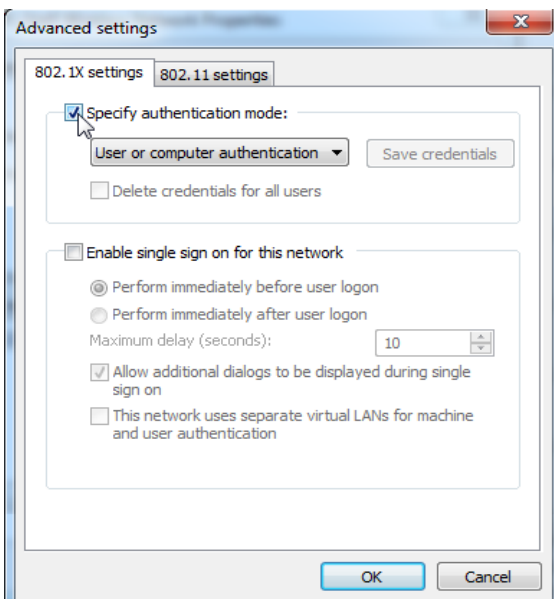 Advanced settings
802.1X settings 802.11 settings
Specify authentication mode:
User or computer authentication Save credentials
Delete credentials for all users
Enable single sign on for this network
Perform immediately before user logon
Perform immediately after user logon
Maximum delay (seconds): 10
Allow additional dialogs to be displayed during single
sign on
This network uses separate virtual LANs for machine
and user authentication
OK Cancel